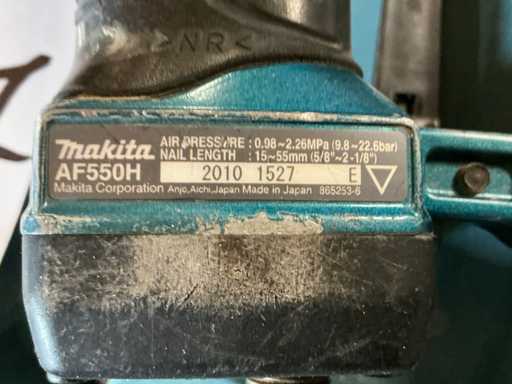 >NR<
makita
AIR PRESSURE : 0.98~2.26MPa (9.8~22.6bar)
NAIL LENGTH : 15~55mm (5/8"~2-1/8")
AF550H
2010 1527 E
Makita Corporation Anjo,Aichi,Japan Made in Japan 865253-6